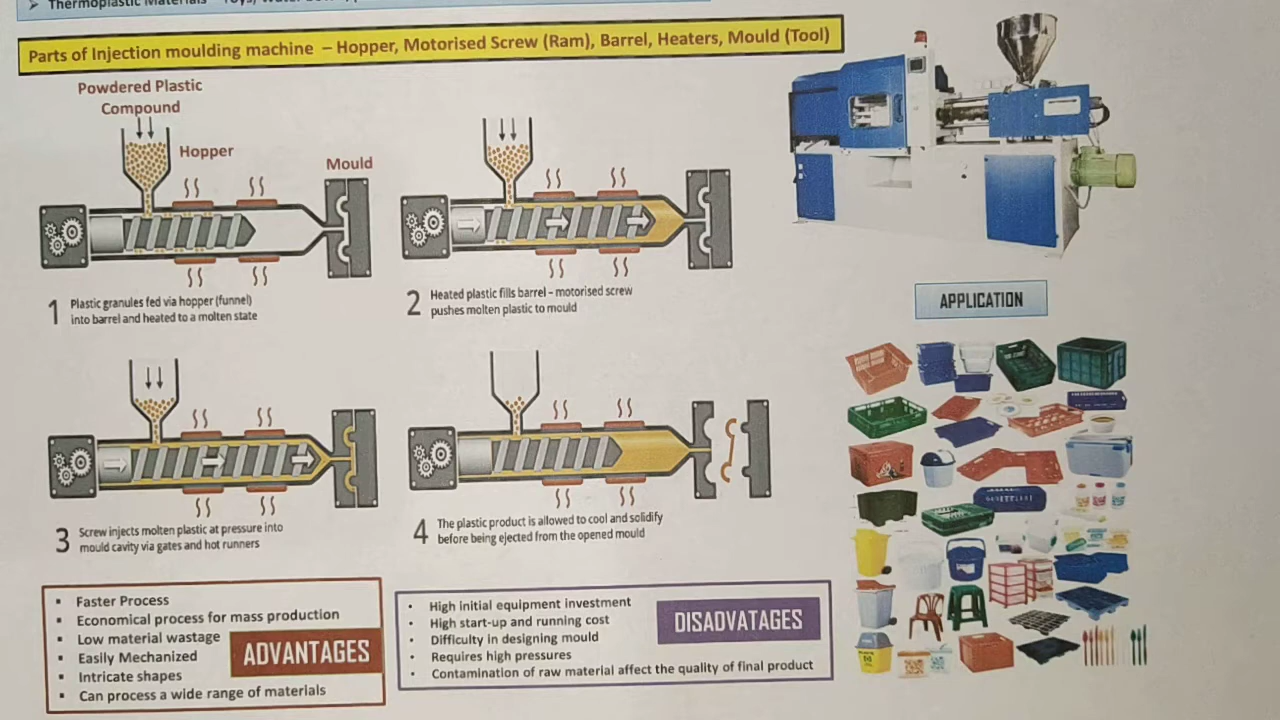 Thermoplastic Materials
Parts of Injection moulding machine – Hopper, Motorised Screw (Ram), Barrel, Heaters, Mould (Tool)
Powdered Plastic
Compound
Hopper
Mould
1 Plastic granules fed via hopper (funnel)
into barrel and heated to a molten state
2 Heated plastic fills barrel – motorised screw
pushes molten plastic to mould
APPLICATION
3 Screw injects molten plastic at pressure into
mould cavity via gates and hot runners
4 The plastic product is allowed to cool and solidify
before being ejected from the opened mould
▪ Faster Process
▪ Economical process for mass production
▪ Low material wastage
▪ Easily Mechanized
▪ Intricate shapes
▪ Can process a wide range of materials
ADVANTAGES
• High initial equipment investment
• High start-up and running cost
• Difficulty in designing mould
• Requires high pressures
• Contamination of raw material affect the quality of final product
DISADVATAGES